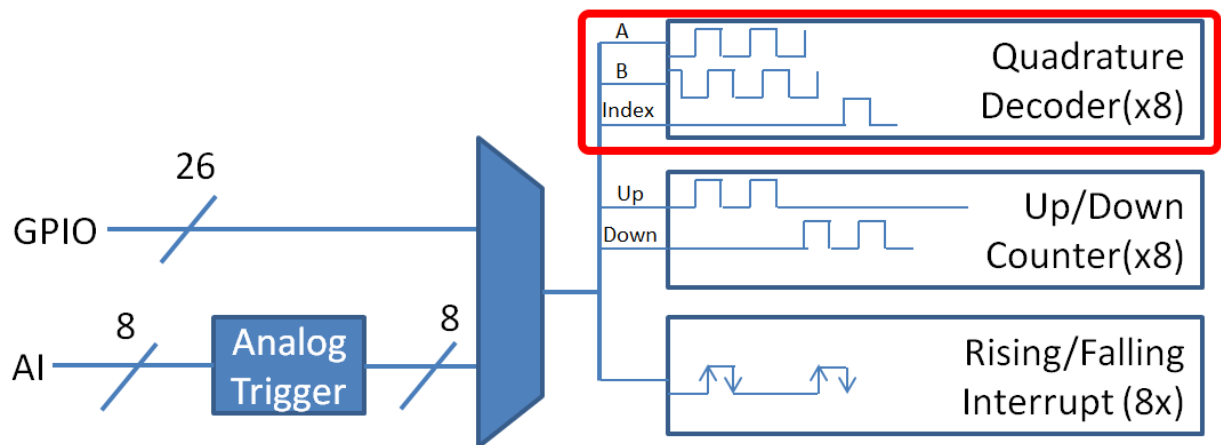 A
B
Index
Quadrature
Decoder(x8)
26
GPIO
Up
Down
Up/Down
Counter(x8)
8
AI
Analog
Trigger
8
Rising/Falling
Interrupt (8x)